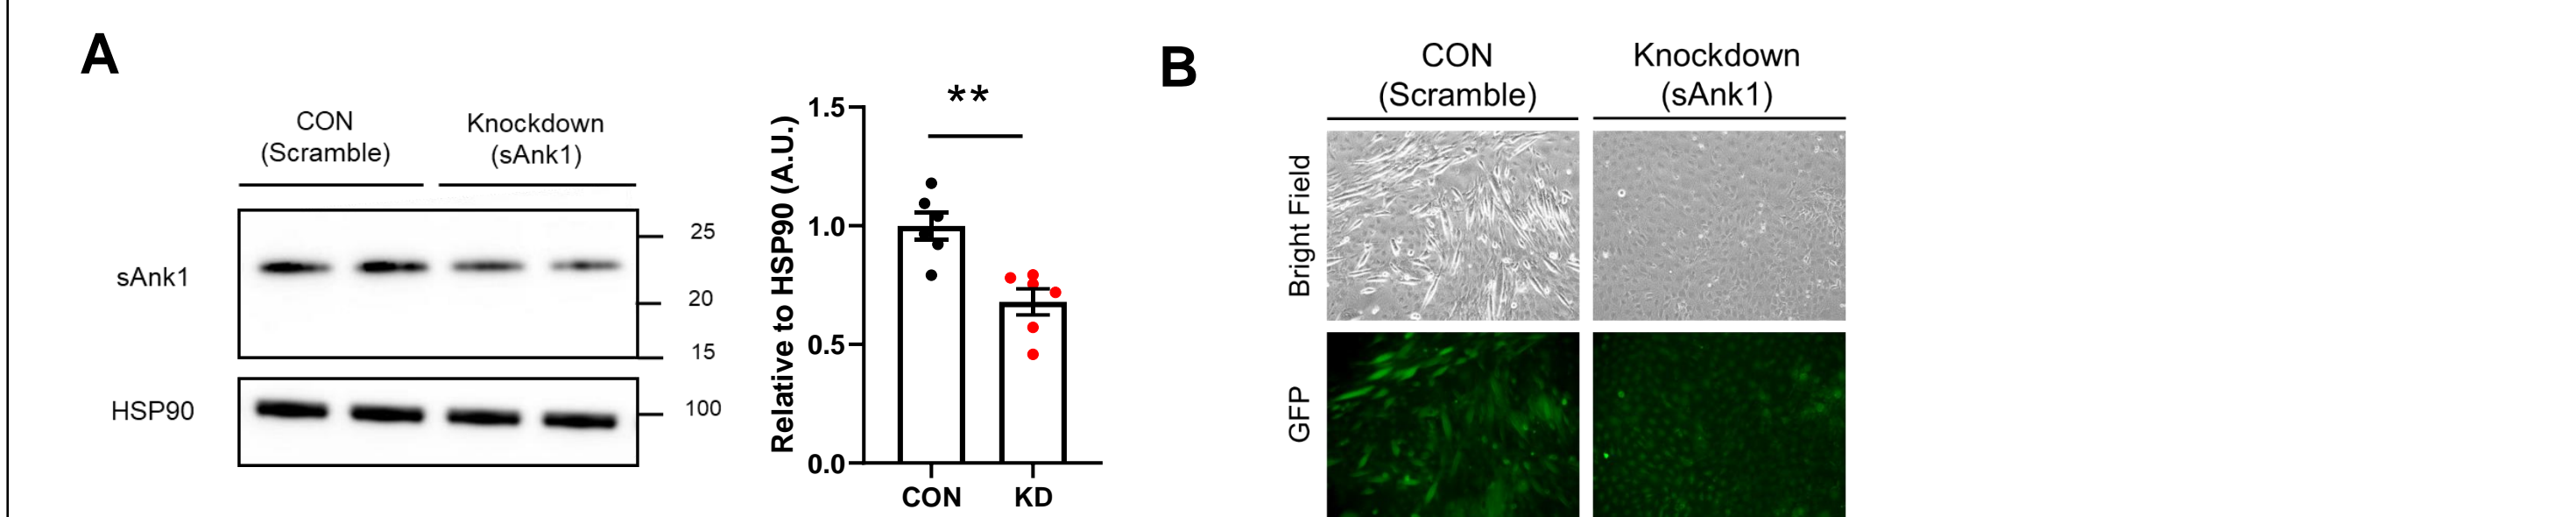 A
CON
(Scramble)
Knockdown
(sAnk1)
sAnk1
25
20
15
HSP90
100
**
Relative to HSP90 (A.U.)
1.5
1.0
0.5
0.0
CON
KD
B
CON
(Scramble)
Knockdown
(sAnk1)
Bright Field
GFP